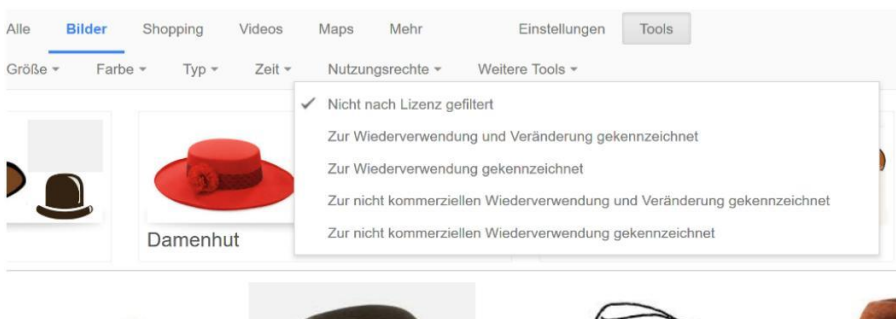 Alle Bilder Shopping Videos Maps Mehr Einstellungen Tools
Größe Farbe Typ Zeit Nutzungsrechte Weitere Tools
Nicht nach Lizenz gefiltert
Zur Wiederverwendung und Veränderung gekennzeichnet
Zur Wiederverwendung gekennzeichnet
Zur nicht kommerziellen Wiederverwendung und Veränderung gekennzeichnet
Zur nicht kommerziellen Wiederverwendung gekennzeichnet
Damenhut